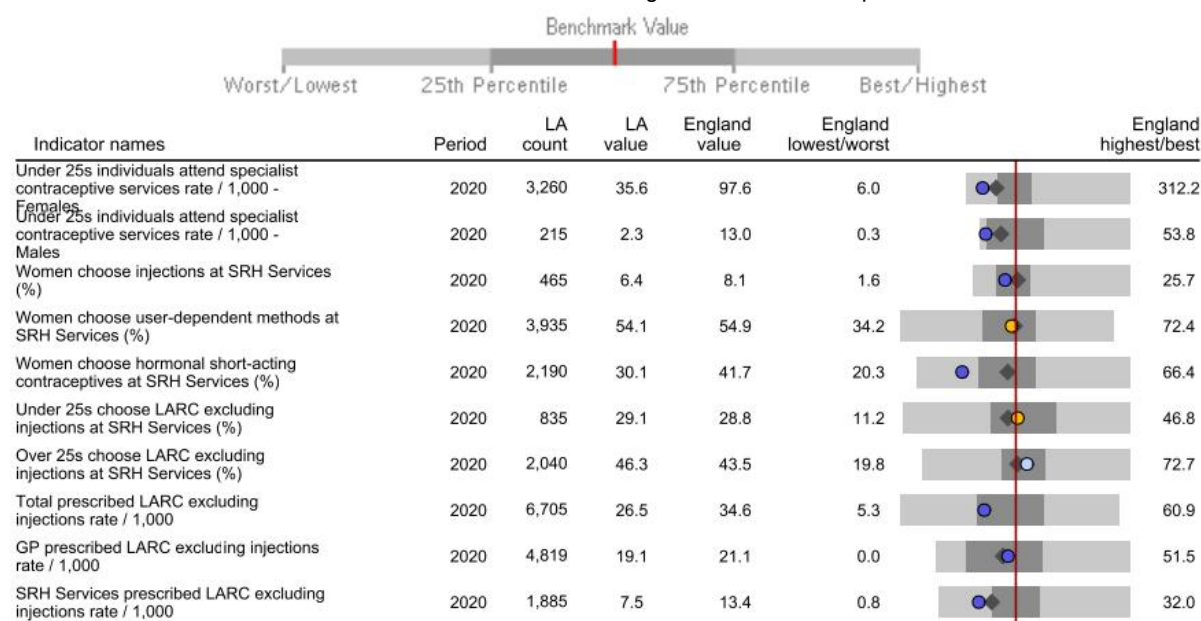 Benchmark Value
Worst/Lowest 25th Percentile 75th Percentile Best/Highest
Indicator names Period LA count LA value England value England lowest/worst England highest/best
Under 25s individuals attend specialist
contraceptive services rate / 1,000 -
Females
2020 3,260 35.6 97.6 6.0 312.2
Under 25s individuals attend specialist
contraceptive services rate / 1,000 -
Males
2020 215 2.3 13.0 0.3 53.8
Women choose injections at SRH Services
(%)
2020 465 6.4 8.1 1.6 25.7
Women choose user-dependent methods at
SRH Services (%)
2020 3,935 54.1 54.9 34.2 72.4
Women choose hormonal short-acting
contraceptives at SRH Services (%)
2020 2,190 30.1 41.7 20.3 66.4
Under 25s choose LARC excluding
injections at SRH Services (%)
2020 835 29.1 28.8 11.2 46.8
Over 25s choose LARC excluding
injections at SRH Services (%)
2020 2,040 46.3 43.5 19.8 72.7
Total prescribed LARC excluding
injections rate / 1,000
2020 6,705 26.5 34.6 5.3 60.9
GP prescribed LARC excluding injections
rate / 1,000
2020 4,819 19.1 21.1 0.0 51.5
SRH Services prescribed LARC excluding
injections rate / 1,000
2020 1,885 7.5 13.4 0.8 32.0